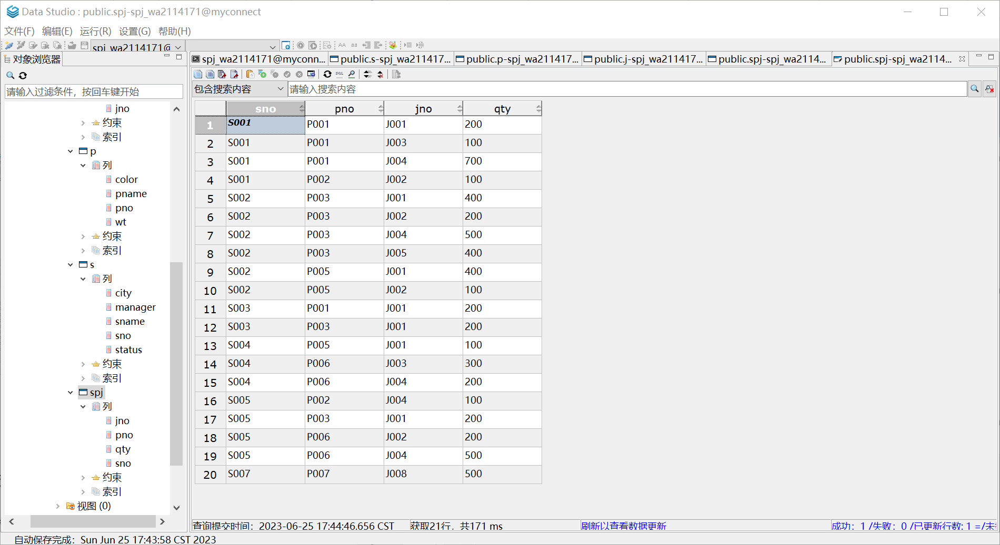 Data Studio : public.spj-spj_wa2114171@myconnect
文件(F) 编辑(E) 运行(R) 设置(G) 帮助(H)
spj_wa2114171@
对象浏览器
spj_wa2114171@myconn... public.s-spj_wa211417... public.p-spj_wa211417... public.j-spj_wa211417... public.spj-spj_wa2114... public.spj-spj_wa2114...
包含搜索内容 请输入搜索内容
请输入过滤条件，按回车键开始
jno
约束
索引
p
列
color
pname
pno
wt
约束
索引
s
列
city
manager
sname
sno
status
约束
索引
spj
列
jno
pno
qty
sno
约束
索引
视图 (0)
sno pno jno qty
1 S001 P001 J001 200
2 S001 P001 J003 100
3 S001 P001 J004 700
4 S001 P002 J002 100
5 S002 P003 J001 400
6 S002 P003 J002 200
7 S002 P003 J004 500
8 S002 P003 J005 400
9 S002 P005 J001 400
10 S002 P005 J002 100
11 S003 P001 J001 200
12 S003 P003 J001 200
13 S004 P005 J001 100
14 S004 P006 J003 300
15 S004 P006 J004 200
16 S005 P002 J004 100
17 S005 P003 J001 200
18 S005 P006 J002 200
19 S005 P006 J004 500
20 S007 P007 J008 500
查询提交时间：2023-06-25 17:44:46.656 CST 获取21行，共171 ms 刷新以查看数据更新 成功：1 /失败：0 /已更新行数: 1 =/未
自动保存完成：Sun Jun 25 17:43:58 CST 2023